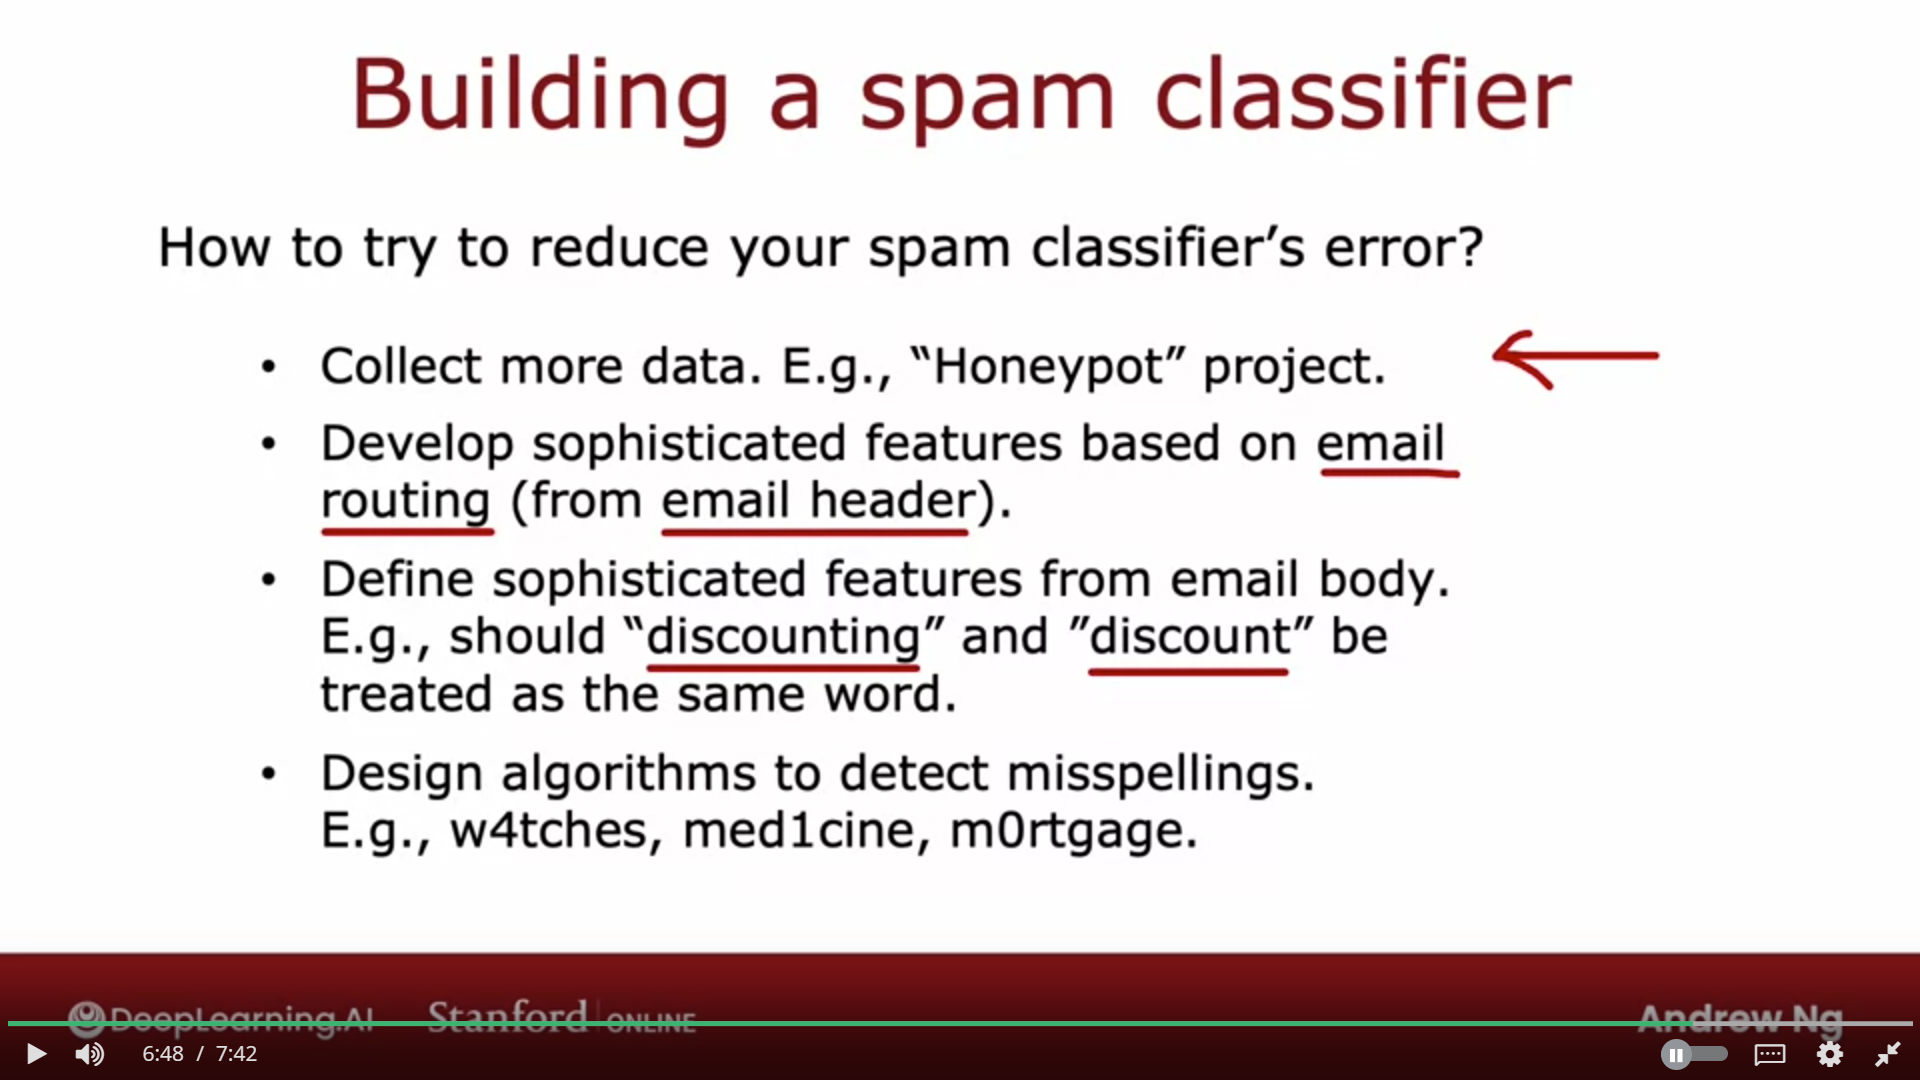 Building a spam classifier
How to try to reduce your spam classifier’s error?
• Collect more data. E.g., “Honeypot” project.
• Develop sophisticated features based on email
routing (from email header).
• Define sophisticated features from email body.
E.g., should “discounting” and ”discount” be
treated as the same word.
• Design algorithms to detect misspellings.
E.g., w4tches, med1cine, m0rtgage.
DeepLearning.AI Stanford ONLINE Andrew Ng
6:48 / 7:42